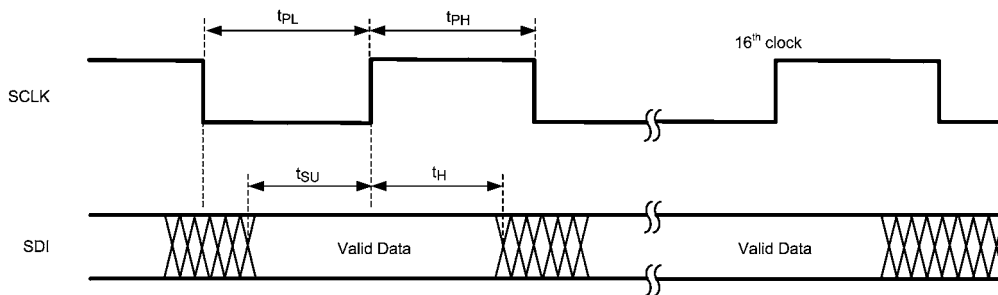 tPL
tPH
16th clock
SCLK
tSU
tH
SDI
Valid Data
Valid Data